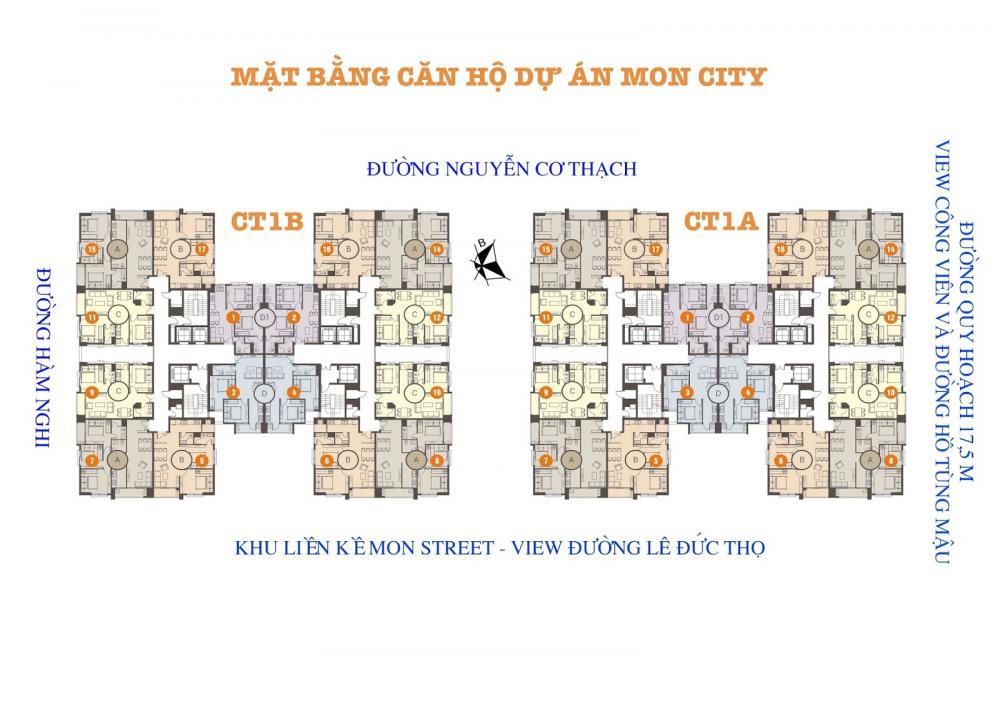 MẶT BẰNG CĂN HỘ DỰ ÁN MON CITY
ĐƯỜNG NGUYỄN CƠ THẠCH
CT1B
CT1A
B
15 A B 17 16 B A 14
15 A B 17 16 B A 14
11 C 1 D1 2 C 12
11 C 1 D1 2 C 12
9 C 3 D 4 C 10
9 C 3 D 4 C 10
7 A B 5 6 B A 8
7 A B 5 6 B A 8
ĐƯỜNG HÀM NGHI
ĐƯỜNG QUY HOẠCH 17,5 M
VIEW CÔNG VIÊN VÀ ĐƯỜNG HỒ TÙNG MẬU
KHU LIỀN KỀ MON STREET - VIEW ĐƯỜNG LÊ ĐỨC THỌ